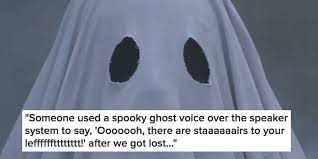 "Someone used a spooky ghost voice over the speaker
system to say, 'Ooooooh, there are staaaaaairs to your
lefffffftttttttt!' after we got lost..."